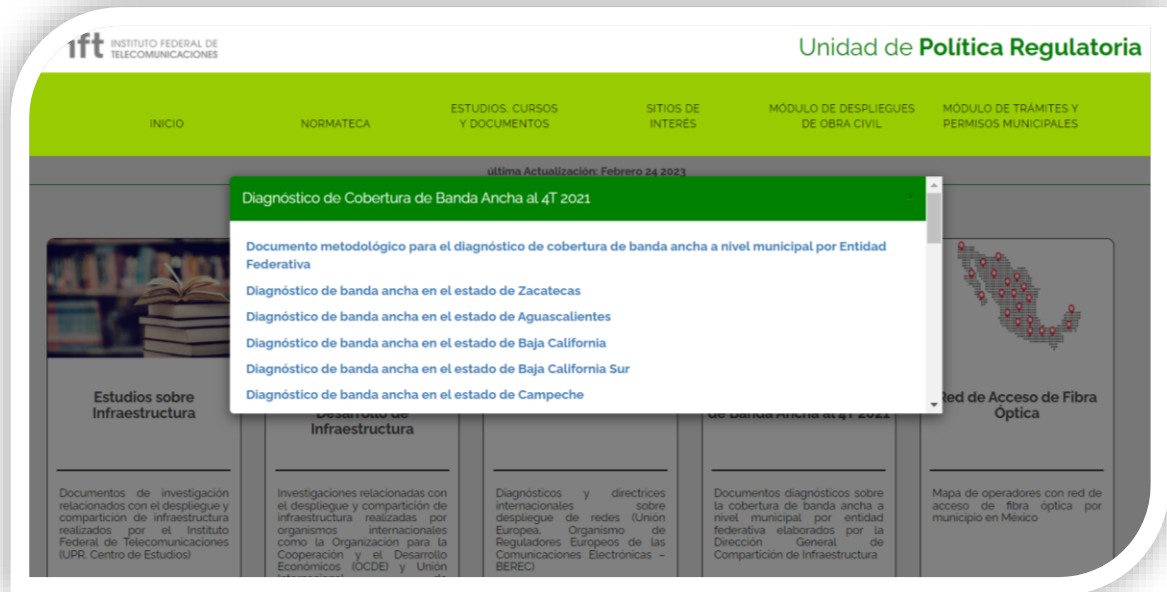 ift INSTITUTO FEDERAL DE
TELECOMUNICACIONES
Unidad de Política Regulatoria
INICIO
NORMATECA
ESTUDIOS, CURSOS
Y DOCUMENTOS
SITIOS DE
INTERÉS
MÓDULO DE DESPLIEGUES
DE OBRA CIVIL
MÓDULO DE TRÁMITES Y
PERMISOS MUNICIPALES
última Actualización: Febrero 24 2023
Diagnóstico de Cobertura de Banda Ancha al 4T 2021
Documento metodológico para el diagnóstico de cobertura de banda ancha a nivel municipal por Entidad
Federativa
Diagnóstico de banda ancha en el estado de Zacatecas
Diagnóstico de banda ancha en el estado de Aguascalientes
Diagnóstico de banda ancha en el estado de Baja California
Diagnóstico de banda ancha en el estado de Baja California Sur
Diagnóstico de banda ancha en el estado de Campeche
Estudios sobre
Infraestructura
Documentos de investigación
relacionados con el despliegue y
compartición de infraestructura
realizados por el Instituto
Federal de Telecomunicaciones
(UPR, Centro de Estudios)
Desarrollo de
Infraestructura
Investigaciones relacionadas con
el despliegue y compartición de
infraestructura realizadas por
organismos internacionales
como la Organización para la
Cooperación y el Desarrollo
Económicos (OCDE) y Unión
Diagnósticos y directrices
internacionales sobre
despliegue de redes (Unión
Europea, Organismo de
Reguladores Europeos de las
Comunicaciones Electrónicas –
BEREC)
de Banda Ancha al 4T 2021
Documentos diagnósticos sobre
la cobertura de banda ancha a
nivel municipal por entidad
federativa elaborados por la
Dirección General de
Compartición de Infraestructura
Red de Acceso de Fibra
Óptica
Mapa de operadores con red de
acceso de fibra óptica por
municipio en México